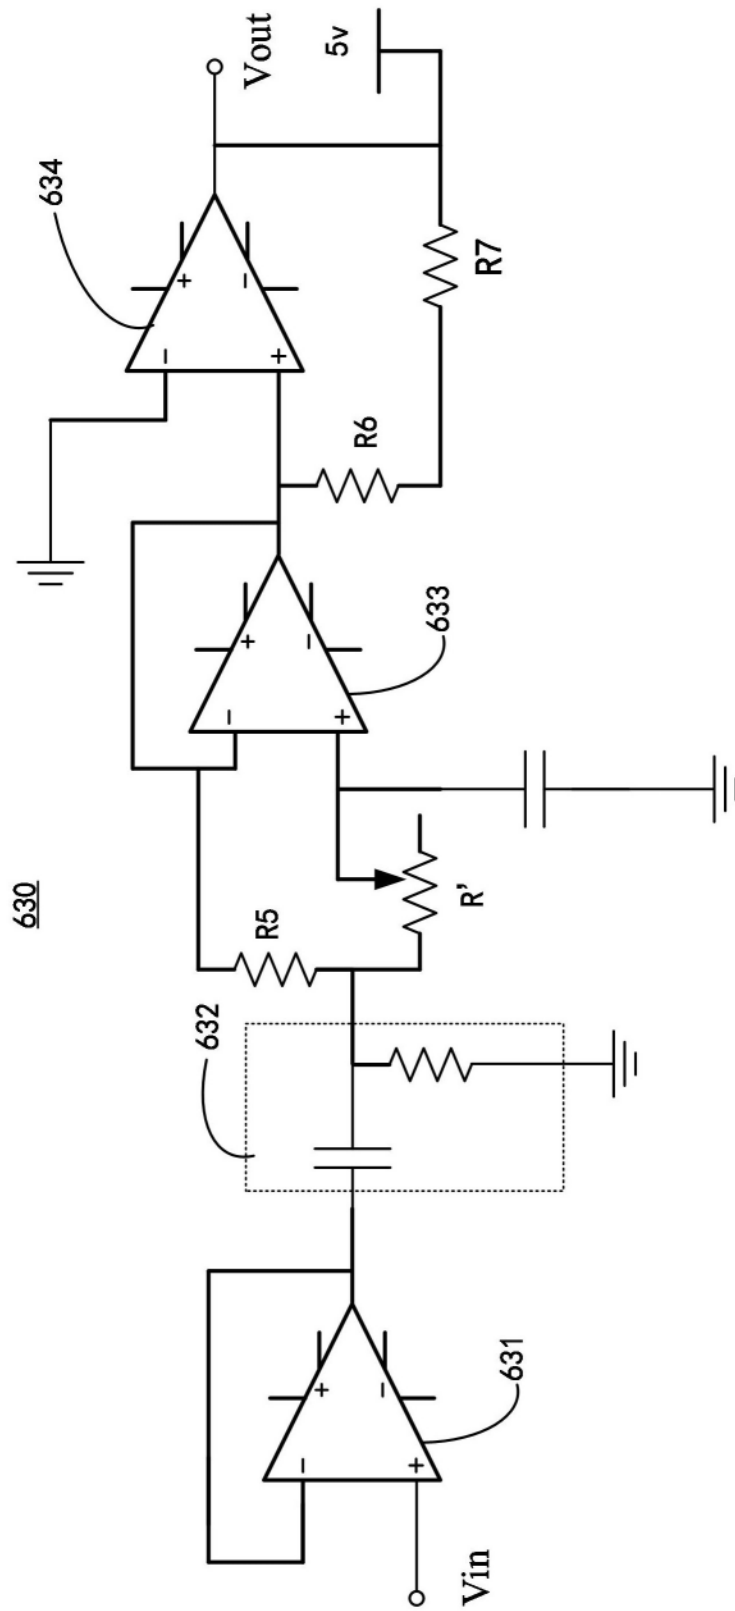 630
Vin
631
632
R5
R'
633
R6
634
R7
Vout
5v
- +
+ -
- +
+ -
- +
+ -